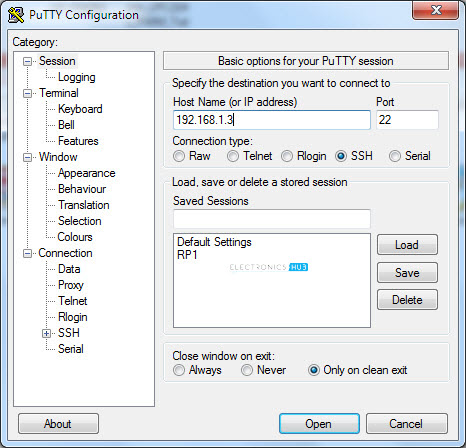 PuTTY Configuration
Category:
Session
Logging
Terminal
Keyboard
Bell
Features
Window
Appearance
Behaviour
Translation
Selection
Colours
Connection
Data
Proxy
Telnet
Rlogin
SSH
Serial
Basic options for your PuTTY session
Specify the destination you want to connect to
Host Name (or IP address) Port
192.168.1.3 22
Connection type:
Raw Telnet Rlogin SSH Serial
Load, save or delete a stored session
Saved Sessions
Default Settings
RP1
ELECTRONICS HUB
Load
Save
Delete
Close window on exit:
Always Never Only on clean exit
About Open Cancel